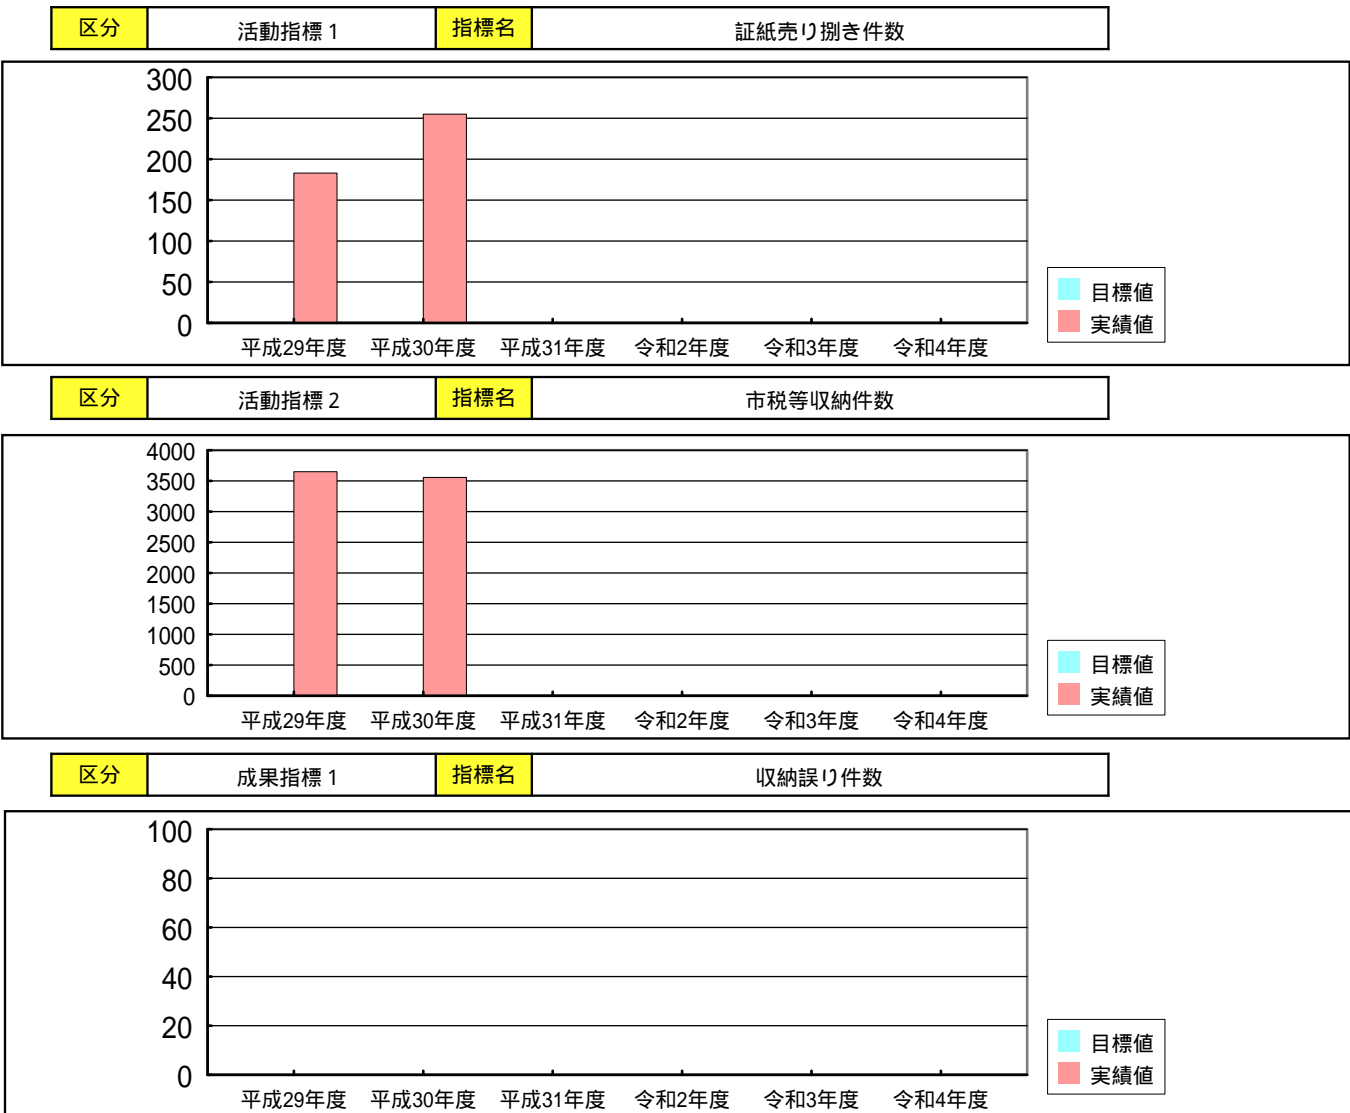 区分 活動指標１ 指標名 証紙売り捌き件数
300
250
200
150
100
50
0
平成29年度 平成30年度 平成31年度 令和2年度 令和3年度 令和4年度
目標値
実績値
区分 活動指標２ 指標名 市税等収納件数
4000
3500
3000
2500
2000
1500
1000
500
0
平成29年度 平成30年度 平成31年度 令和2年度 令和3年度 令和4年度
目標値
実績値
区分 成果指標１ 指標名 収納誤り件数
100
80
60
40
20
0
平成29年度 平成30年度 平成31年度 令和2年度 令和3年度 令和4年度
目標値
実績値